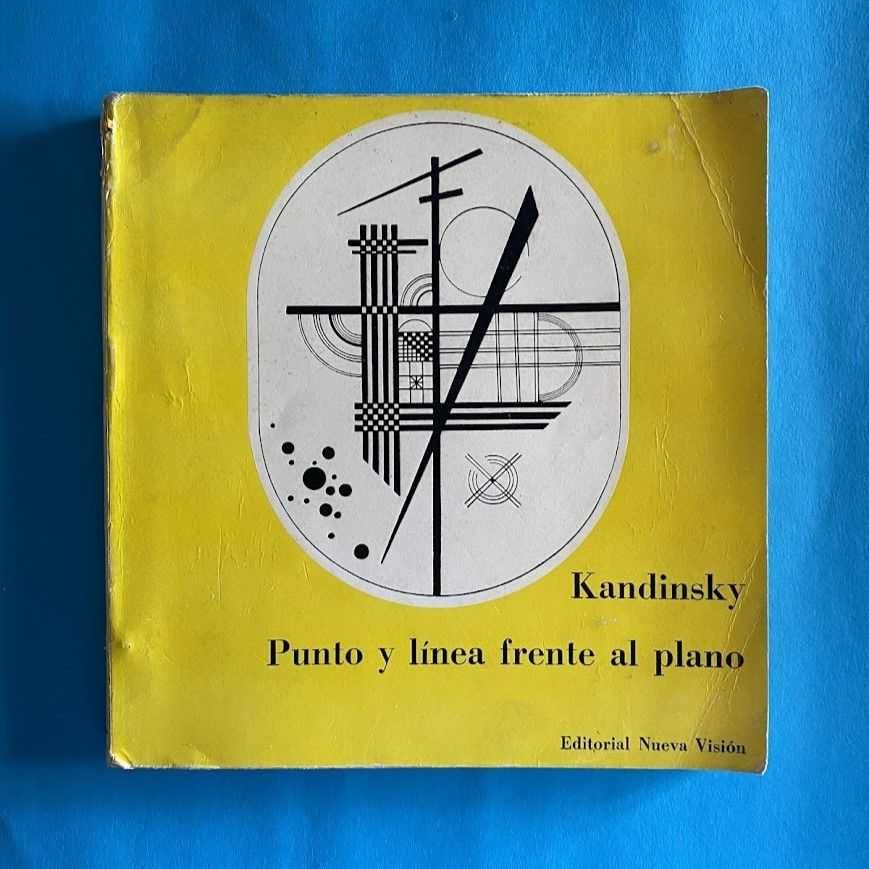 Kandinsky
Punto y línea frente al plano
Editorial Nueva Visión